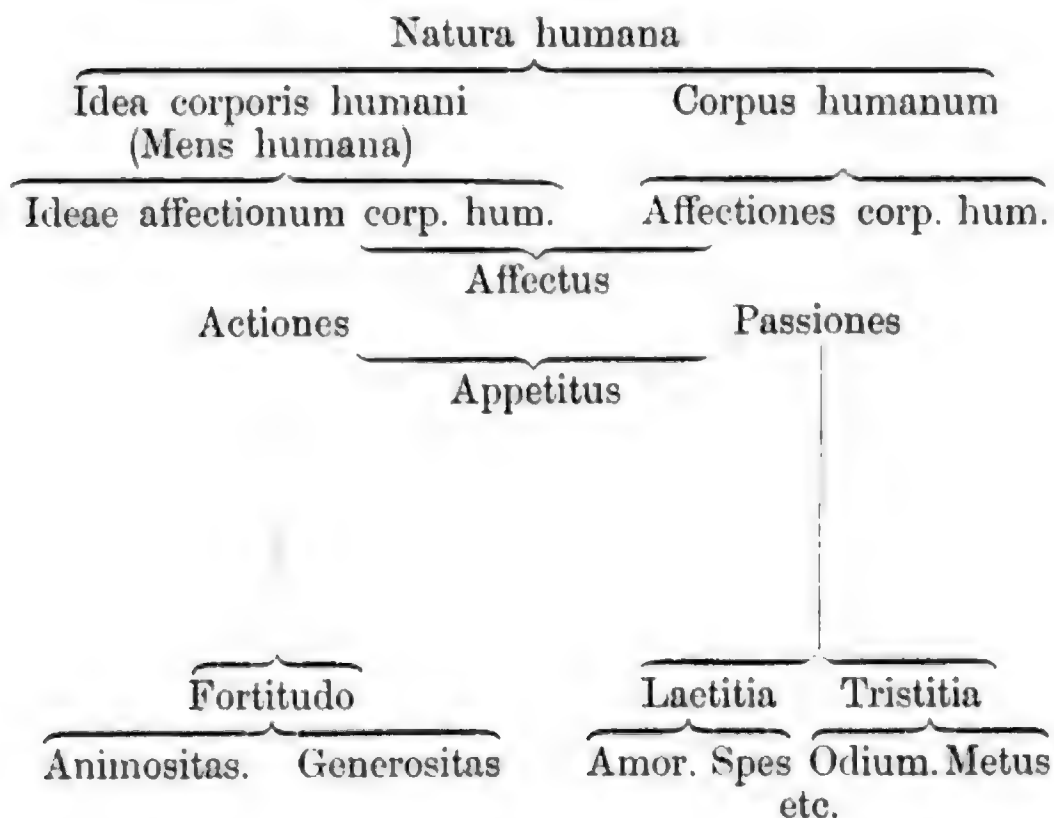 Natura humana
Idea corporis humani Corpus humanum
(Mens humana)
Ideae affectionum corp. hum. Affectiones corp. hum.
Affectus
Actiones Passiones
Appetitus
Fortitudo Laetitia Tristitia
Animositas. Generositas Amor. Spes Odium. Metus
etc.